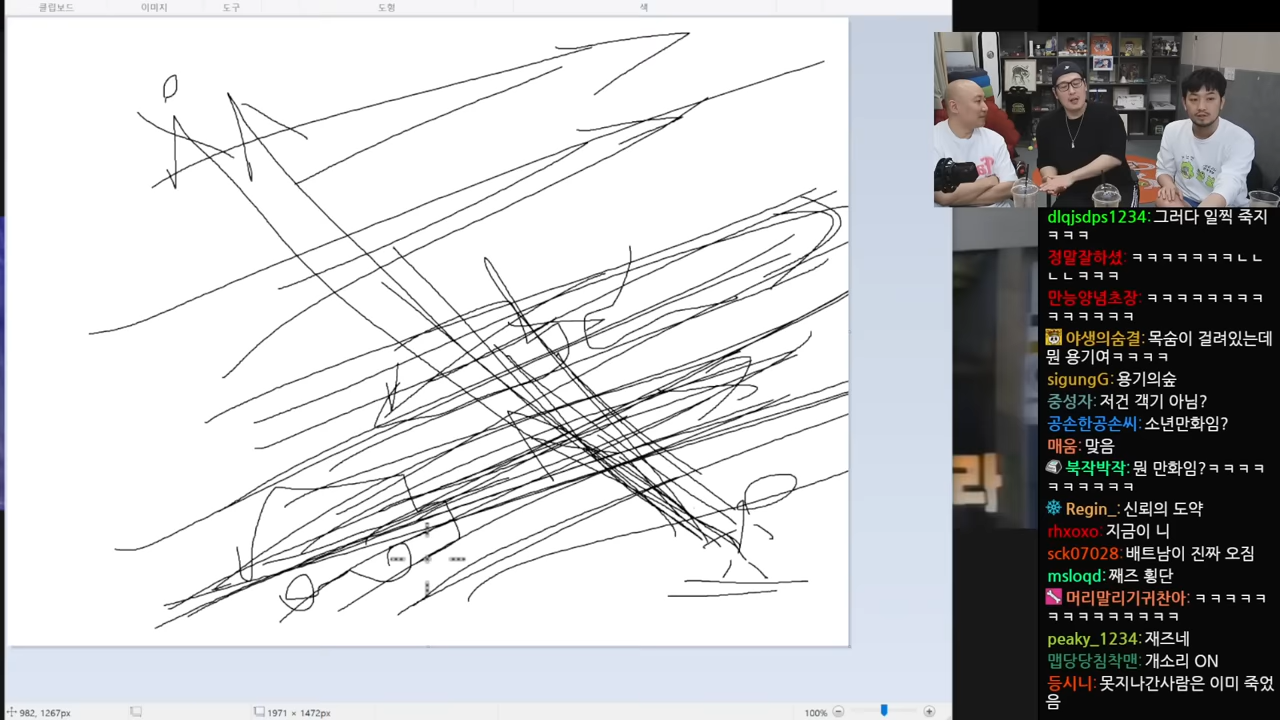 클립보드
이미지
도구
도형
색
dlqjsdps1234: 그러다 일찍 죽지
ㅋㅋㅋ
정말잘하셨: ㅋㅋㅋㅋㅋㅋㅋㄴㄴ
ㄴㄴㅋㅋㅋ
만능양념초장: ㅋㅋㅋㅋㅋㅋㅋㅋ
ㅋㅋㅋㅋㅋㅋ
야생의숨결: 목숨이 걸려있는데
뭔 용기여ㅋㅋㅋㅋ
sigungG: 용기의숲
중성자: 저건 객기 아님?
공손한공손씨: 소년만화임?
매움: 맞음
북작박작: 뭔 만화임?ㅋㅋㅋㅋ
ㅋㅋㅋㅋㅋㅋ
Regin_: 신뢰의 도약
rhxoxo: 지금이 니
sck07028: 배트남이 진짜 오짐
msloqd: 째즈 횡단
머리말리기귀찬아: ㅋㅋㅋㅋㅋ
ㅋㅋㅋㅋㅋㅋㅋㅋㅋ
peaky_1234: 재즈네
맵당당침착맨: 개소리 ON
등시니: 못지나간사람은 이미 죽었
음
982, 1267px
1971 × 1472px
100%